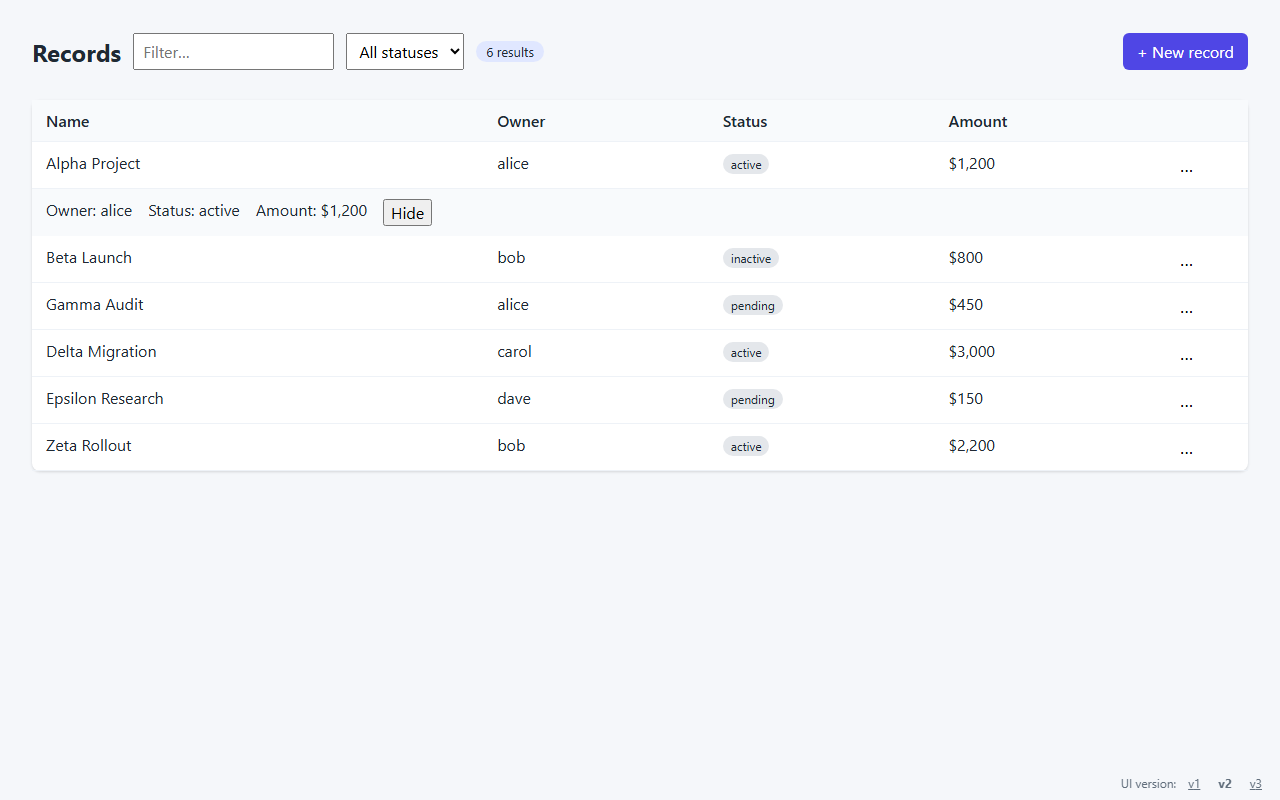 Records Filter... All statuses 6 results + New record
Name Owner Status Amount
Alpha Project alice active $1,200 ...
Owner: alice Status: active Amount: $1,200 Hide
Beta Launch bob inactive $800 ...
Gamma Audit alice pending $450 ...
Delta Migration carol active $3,000 ...
Epsilon Research dave pending $150 ...
Zeta Rollout bob active $2,200 ...
UI version: v1 v2 v3